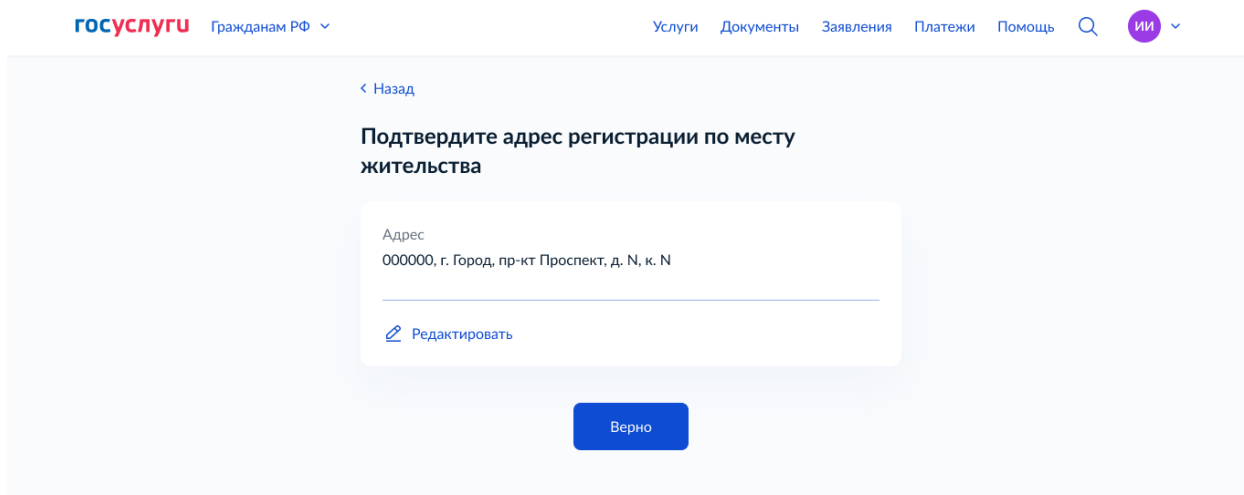 госуслуги Гражданам РФ Услуги Документы Заявления Платежи Помощь ИИ
Назад
Подтвердите адрес регистрации по месту
жительства
Адрес
000000, г. Город, пр-кт Проспект, д. N, к. N
Редактировать
Верно